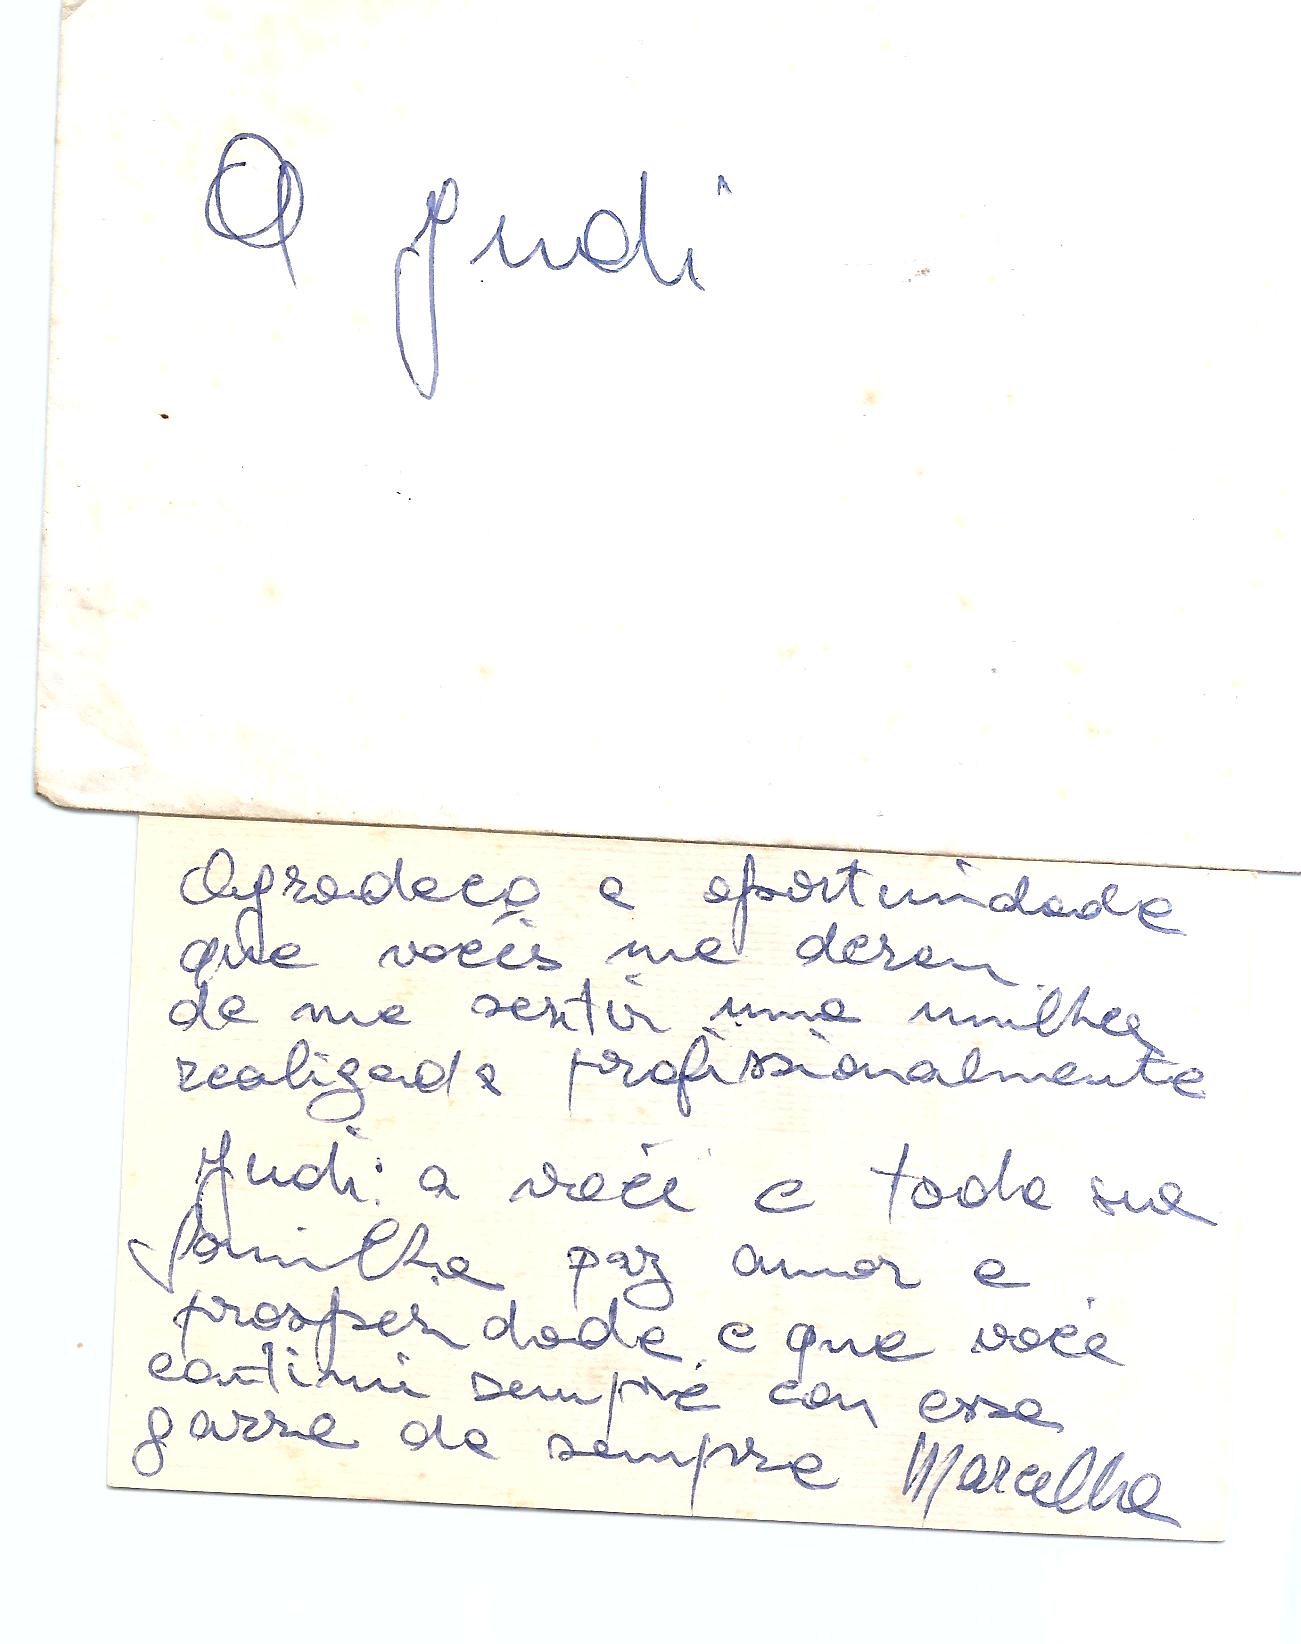 A Judi
Agradeço a oportunidade
que vocês me deram
de me sentir uma mulher
realizada profissionalmente
Judi: a você e toda sua
familha paz amor e
prosperidade e que você
continui sempre com essa
garra de sempre Marcelha